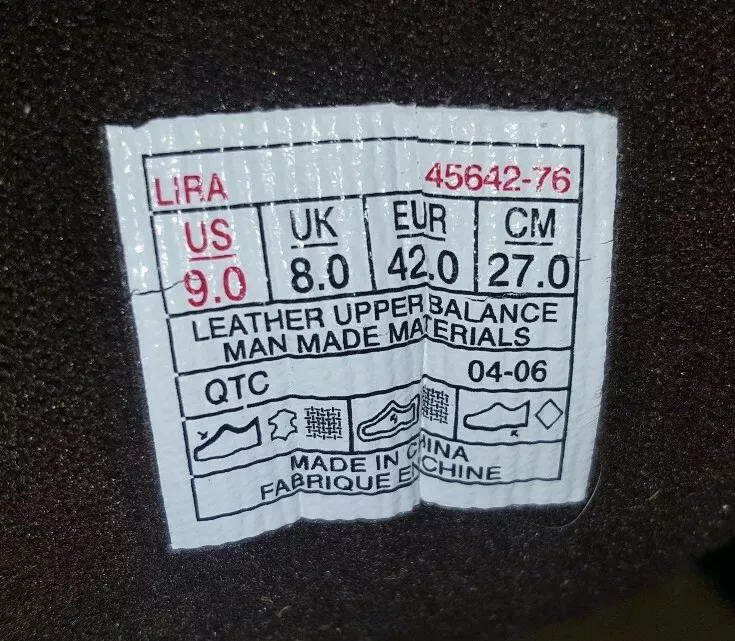 LIRA 45642-76
US UK EUR CM
9.0 8.0 42.0 27.0
LEATHER UPPER BALANCE
MAN MADE MATERIALS
QTC 04-06
MADE IN CHINA
FABRIQUE EN CHINE